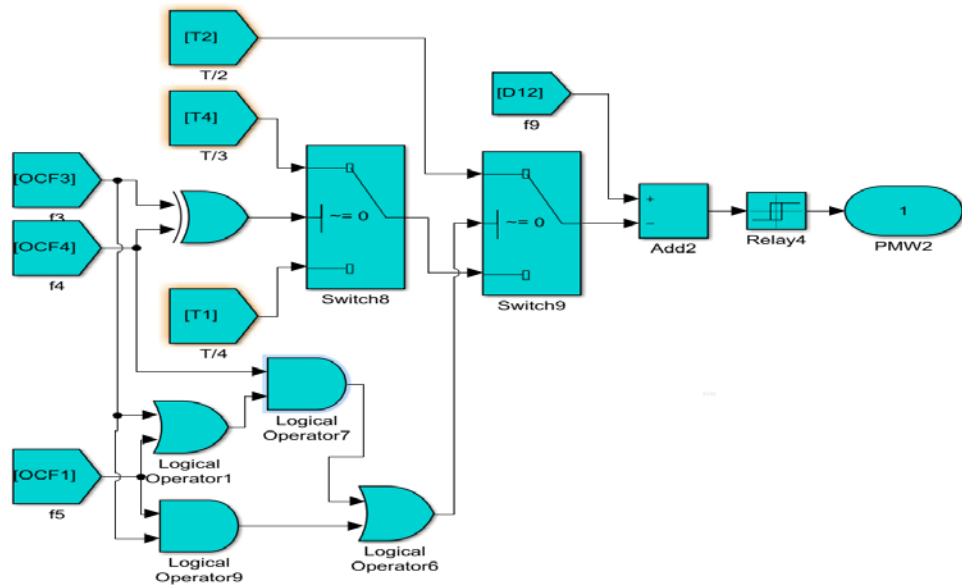 [T2]
T/2
[T4]
T/3
[D12]
f9
[OCF3]
f3
[OCF4]
f4
~= 0
Switch8
~= 0
Switch9
+
−
Add2
Relay4
1
PMW2
[T1]
T/4
Logical
Operator7
[OCF1]
f5
Logical
Operator1
Logical
Operator9
Logical
Operator6